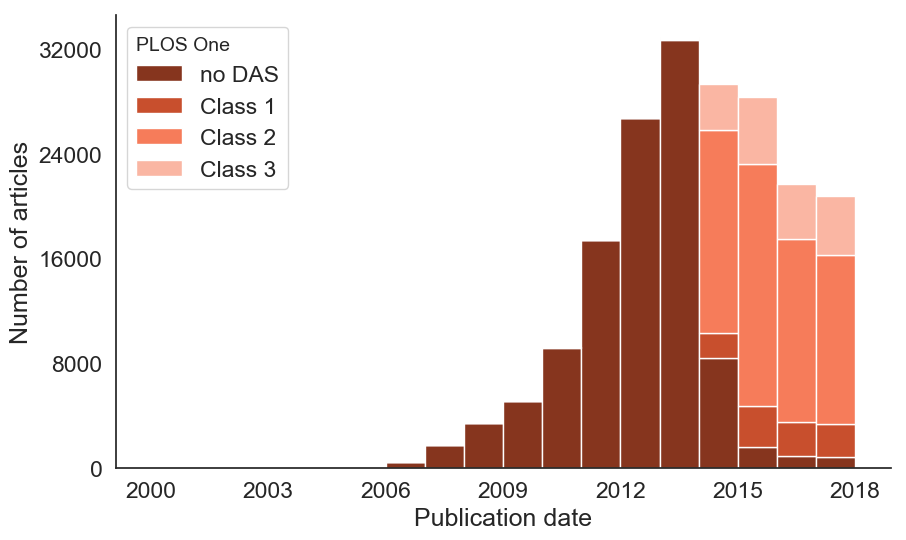 PLOS One
no DAS
Class 1
Class 2
Class 3
Number of articles
32000
24000
16000
8000
0
2000 2003 2006 2009 2012 2015 2018
Publication date